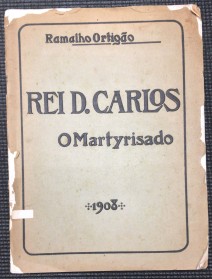 Ramalho Ortigão
REI D. CARLOS
O Martyrisado
1908